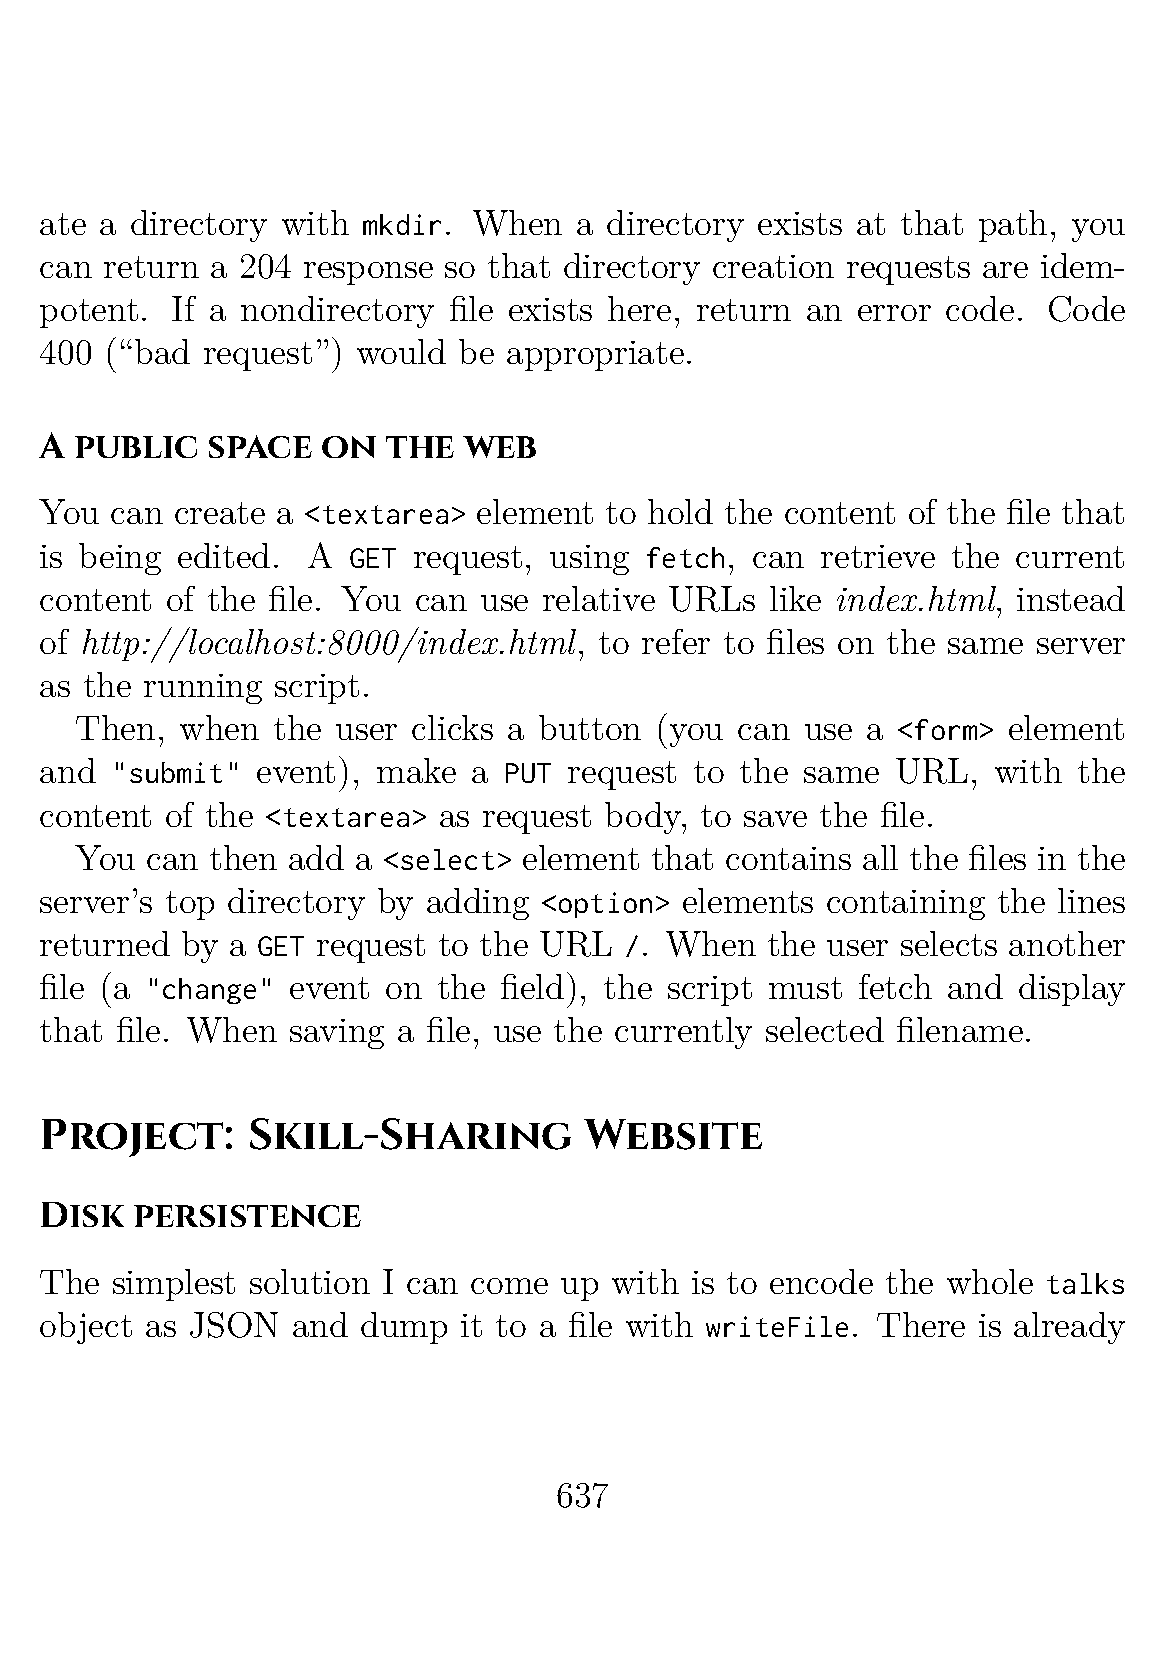 ate a directory with mkdir. When a directory exists at that path, you
can return a 204 response so that directory creation requests are idem-
potent. If a nondirectory file exists here, return an error code. Code
400 (“bad request”) would be appropriate.
A public space on the web
You can create a <textarea> element to hold the content of the file that
is being edited. A GET request, using fetch, can retrieve the current
content of the file. You can use relative URLs like index.html, instead
of http://localhost:8000/index.html, to refer to files on the same server
as the running script.
Then, when the user clicks a button (you can use a <form> element
and "submit" event), make a PUT request to the same URL, with the
content of the <textarea> as request body, to save the file.
You can then add a <select> element that contains all the files in the
server’s top directory by adding <option> elements containing the lines
returned by a GET request to the URL /. When the user selects another
file (a "change" event on the field), the script must fetch and display
that file. When saving a file, use the currently selected filename.
Project: Skill-Sharing Website
Disk persistence
The simplest solution I can come up with is to encode the whole talks
object as JSON and dump it to a file with writeFile. There is already
637